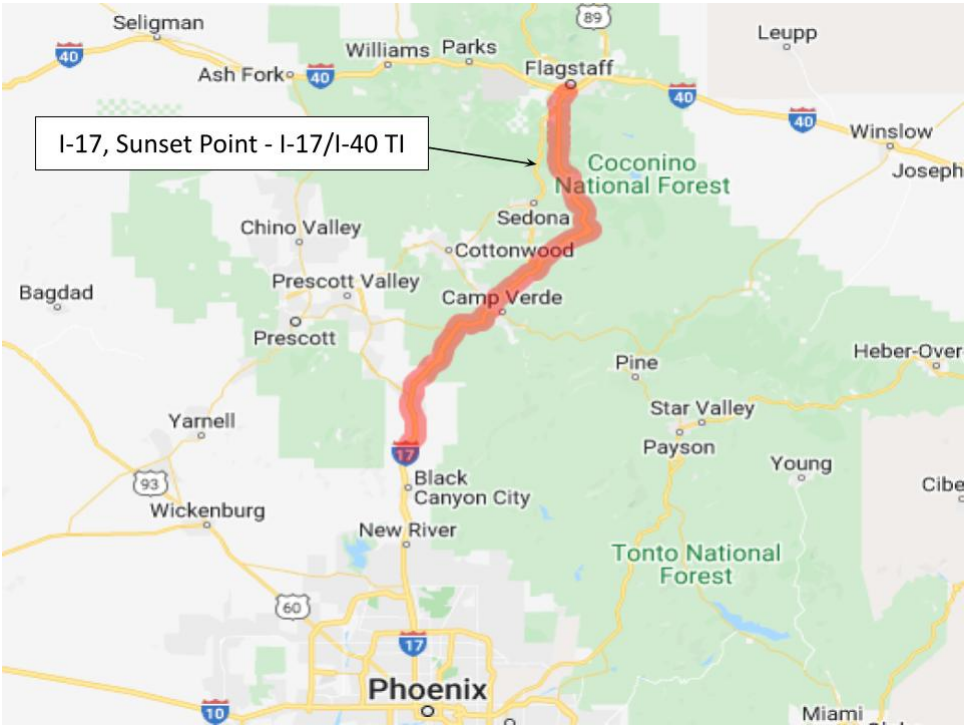 89
Seligman
Leupp
Williams
Parks
40
Flagstaff
Ash Fork
40
40
40
Winslow
I-17, Sunset Point - I-17/I-40 TI
Joseph
Coconino
National Forest
Sedona
Chino Valley
Cottonwood
Prescott Valley
Bagdad
Camp Verde
Prescott
Pine
Heber-Over
Yarnell
Star Valley
17
Payson
Young
93
Black
Canyon City
Cibe
Wickenburg
New River
Tonto National
Forest
60
17
Phoenix
10
Miami